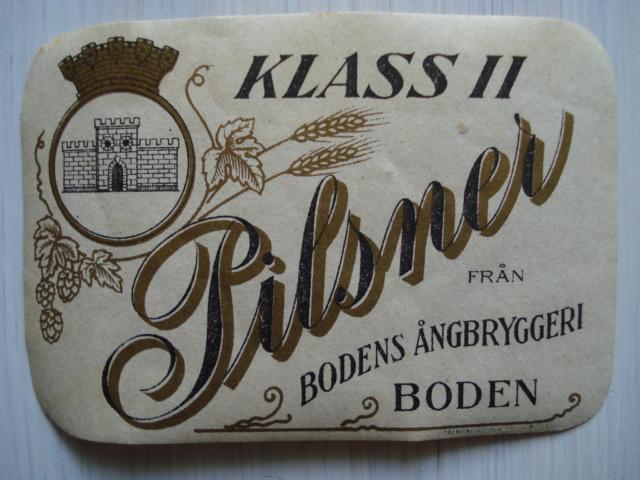 KLASS II
Pilsner
FRÅN
BODENS ÅNGBRYGGERI
BODEN